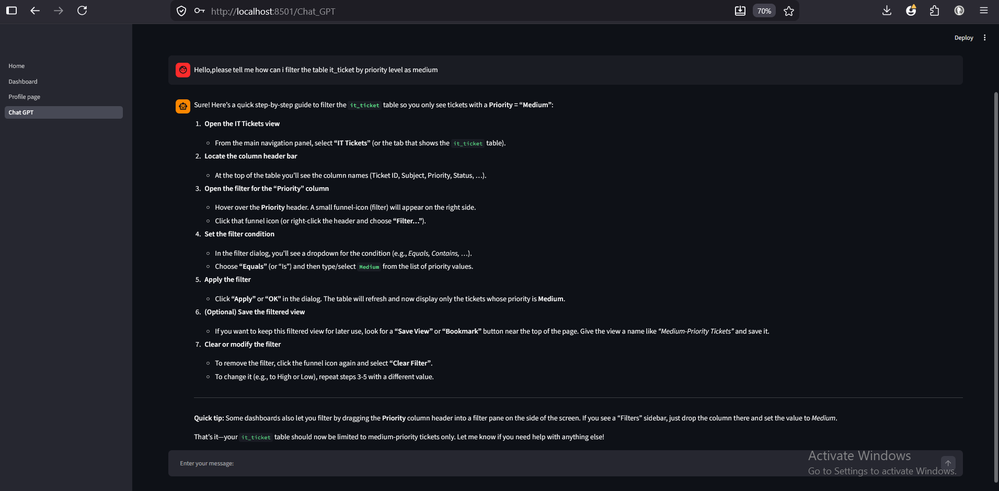 http://localhost:8501/Chat_GPT
70%
Deploy
Home
Dashboard
Profile page
Chat GPT
Hello,please tell me how can i filter the table it_ticket by priority level as medium
Sure! Here’s a quick step-by-step guide to filter the it_ticket table so you only see tickets with a Priority = “Medium”:
1. Open the IT Tickets view
From the main navigation panel, select “IT Tickets” (or the tab that shows the it_ticket table).
2. Locate the column header bar
At the top of the table you’ll see the column names (Ticket ID, Subject, Priority, Status, …).
3. Open the filter for the “Priority” column
Hover over the Priority header. A small funnel-icon (filter) will appear on the right side.
Click that funnel icon (or right-click the header and choose “Filter…”).
4. Set the filter condition
In the filter dialog, you’ll see a dropdown for the condition (e.g., Equals, Contains, …).
Choose “Equals” (or “Is”) and then type/select Medium from the list of priority values.
5. Apply the filter
Click “Apply” or “OK” in the dialog. The table will refresh and now display only the tickets whose priority is Medium.
6. (Optional) Save the filtered view
If you want to keep this filtered view for later use, look for a “Save View” or “Bookmark” button near the top of the page. Give the view a name like “Medium-Priority Tickets” and save it.
7. Clear or modify the filter
To remove the filter, click the funnel icon again and select “Clear Filter”.
To change it (e.g., to High or Low), repeat steps 3-5 with a different value.
Quick tip: Some dashboards also let you filter by dragging the Priority column header into a filter pane on the side of the screen. If you see a “Filters” sidebar, just drop the column there and set the value to Medium.
That’s it—your it_ticket table should now be limited to medium-priority tickets only. Let me know if you need help with anything else!
Enter your message:
Activate Windows
Go to Settings to activate Windows.